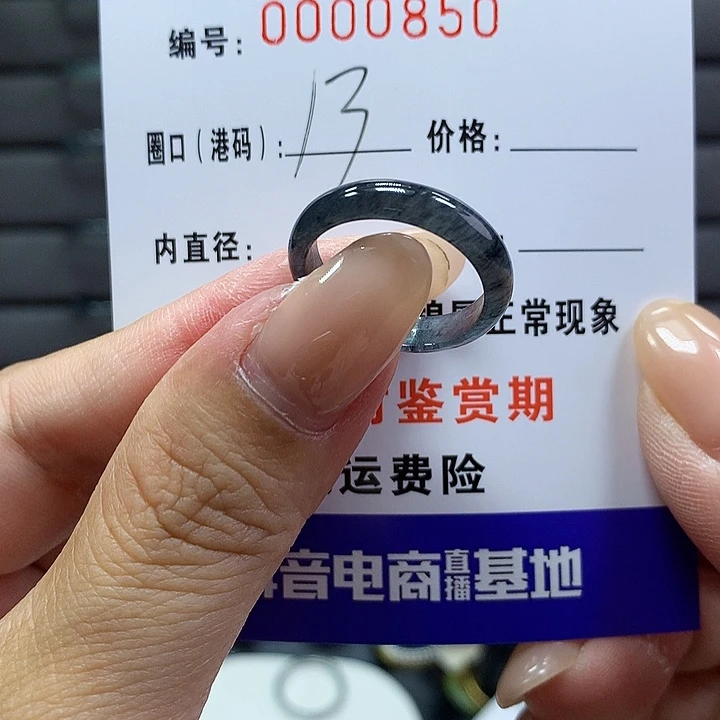 编号: 0000850
圈口(港码): 13 价格:
内直径:
正常现象
鉴赏期
运费险
音电商直播基地